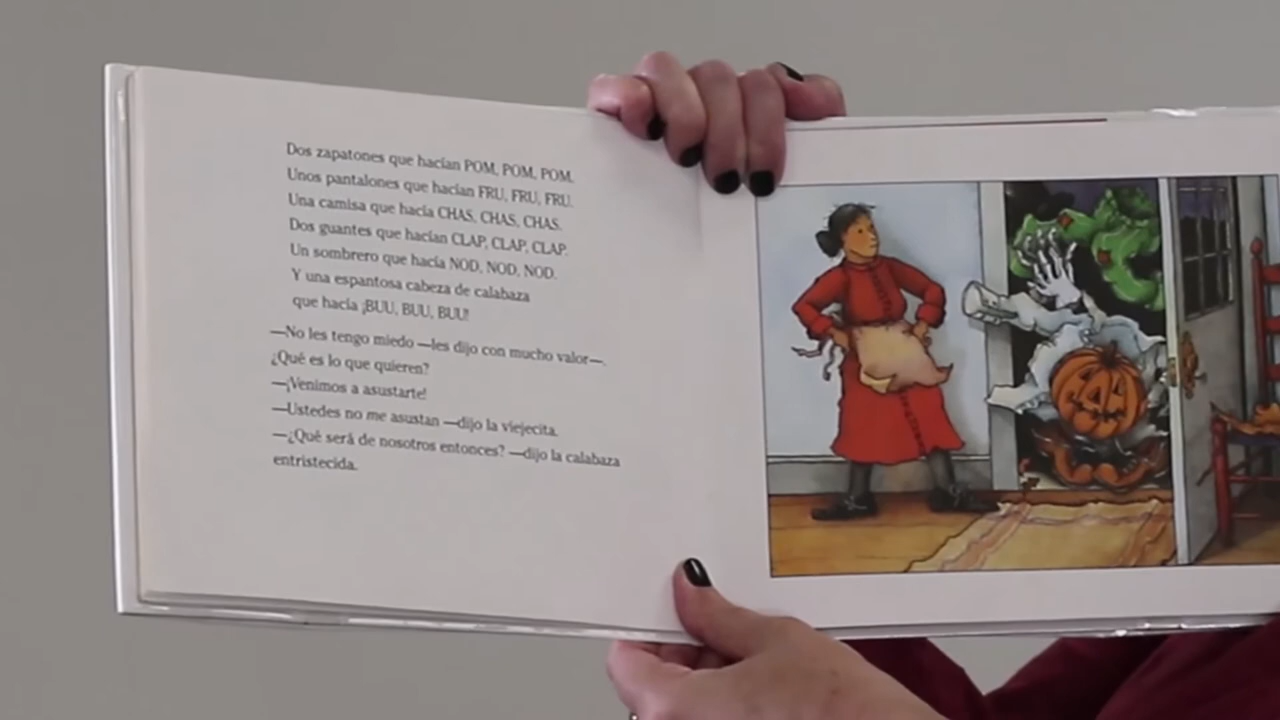 Dos zapatones que hacían POM, POM, POM.
Unos pantalones que hacían FRU, FRU, FRU.
Una camisa que hacía CHAS, CHAS, CHAS.
Dos guantes que hacían CLAP, CLAP, CLAP.
Un sombrero que hacía NOD, NOD, NOD.
Y una espantosa cabeza de calabaza
que hacía ¡BUU, BUU, BUU!
—No les tengo miedo —les dijo con mucho valor—.
¿Qué es lo que quieren?
—¡Venimos a asustarte!
—Ustedes no me asustan —dijo la viejecita.
—¿Qué será de nosotros entonces? —dijo la calabaza
entristecida.